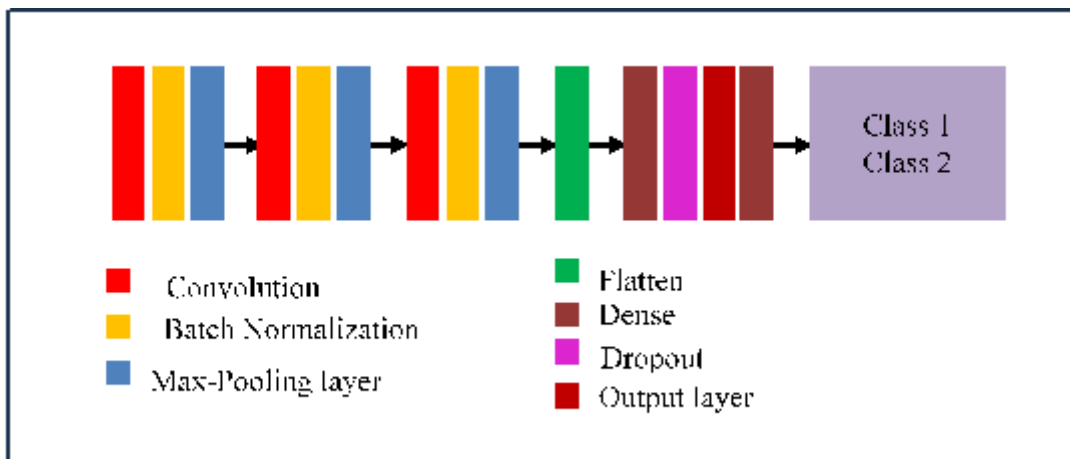 Class 1
Class 2
Convolution
Batch Normalization
Max-Pooling layer
Flatten
Dense
Dropout
Output layer